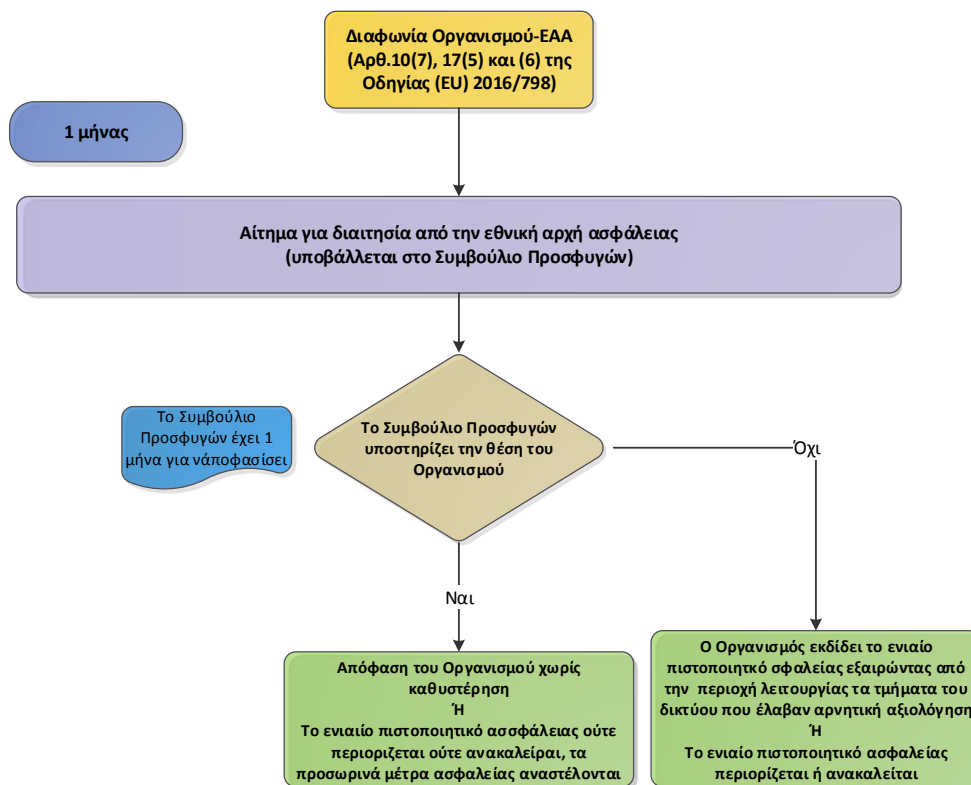 Διαφωνία Οργανισμού-ΕΑΑ
(Αρθ.10(7), 17(5) και (6) της
Οδηγίας (EU) 2016/798)
1 μήνας
Αίτημα για διαιτησία από την εθνική αρχή ασφάλειας
(υποβάλλεται στο Συμβούλιο Προσφυγών)
Το Συμβούλιο
Προσφυγών έχει 1
μήνα για νάποφασίσει
Το Συμβούλιο Προσφυγών
υποστηρίζει την θέση του
Οργανισμού
Όχι
Ναι
Απόφαση του Οργανισμού χωρίς
καθυστέρηση
Ή
Το ενιαίο πιστοποιητικό ασσφάλειας ούτε
περιοριζεται ούτε ανακαλείραι, τα
προσωρινά μέτρα ασφαλείας αναστέλονται
Ο Οργανισμός εκδίδει το ενιαίο
πιστοποιητκό σφαλείας εξαιρώντας από
την περιοχή λειτουργίας τα τμήματα του
δικτύου που έλαβαν αρνητική αξιολόγηση
Ή
Το ενιαίο πιστοποιητικό ασφαλείας
περιορίζεται ή ανακαλείται